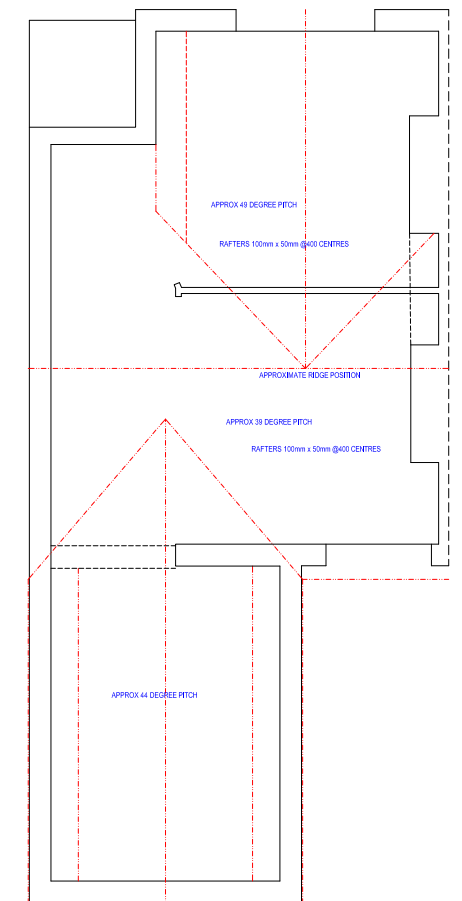 APPROX 49 DEGREE PITCH
RAFTERS 100mm x 50mm @400 CENTRES
APPROXIMATE RIDGE POSITION
APPROX 39 DEGREE PITCH
RAFTERS 100mm x 50mm @400 CENTRES
APPROX 44 DEGREE PITCH